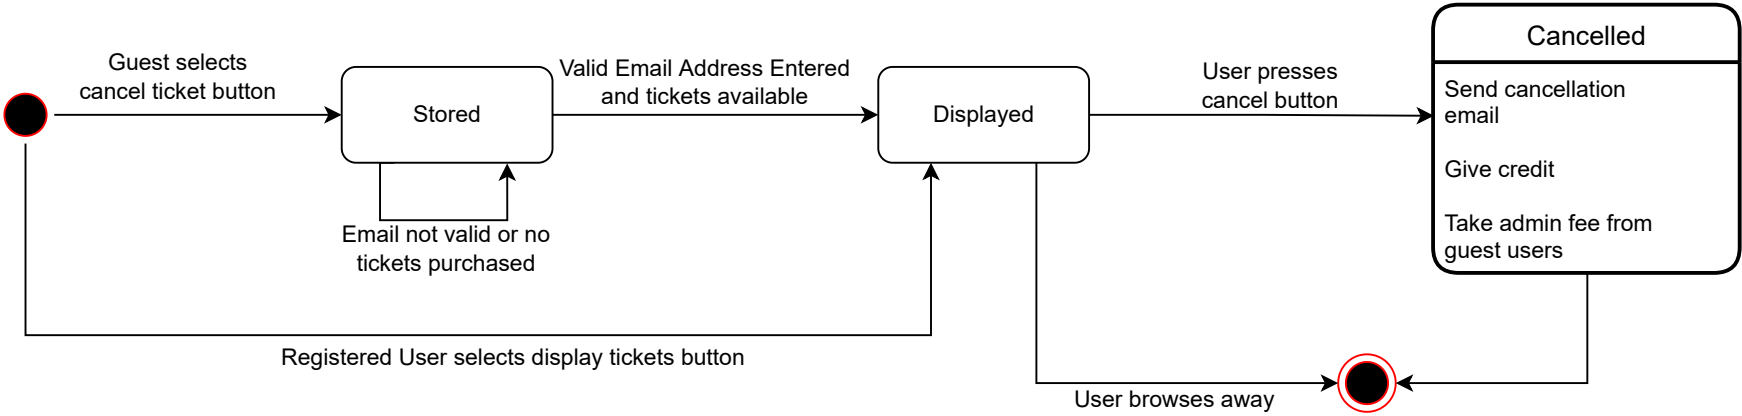 Guest selects
cancel ticket button
Stored
Email not valid or no
tickets purchased
Valid Email Address Entered
and tickets available
Displayed
Registered User selects display tickets button
User presses
cancel button
User browses away
Cancelled
Send cancellation
email
Give credit
Take admin fee from
guest users